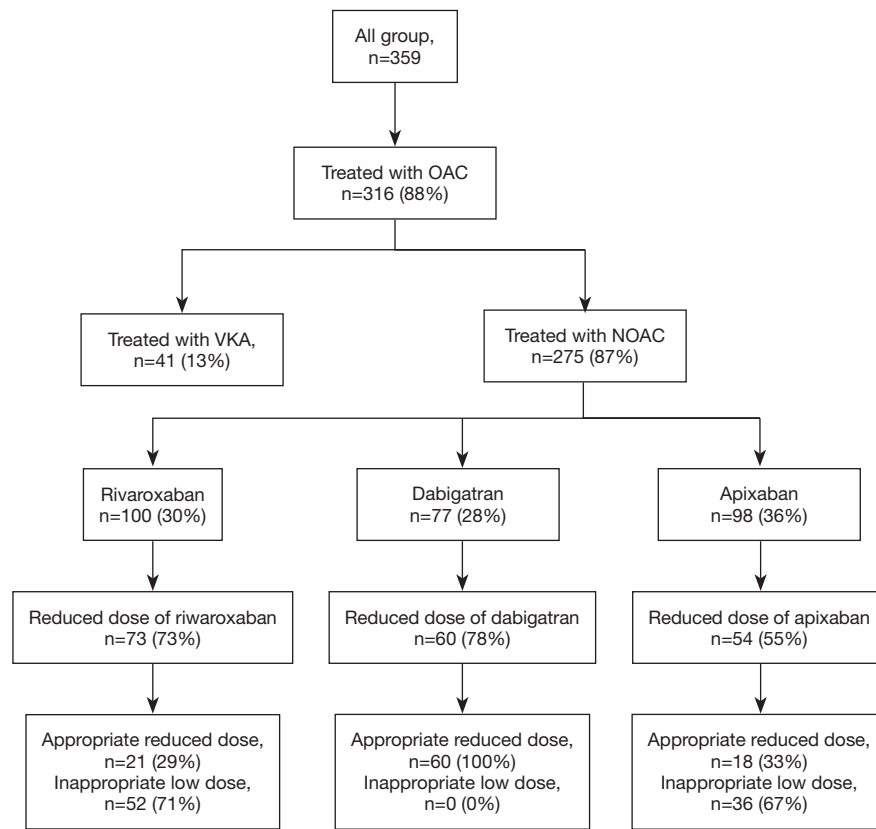 All group,
n=359
Treated with OAC
n=316 (88%)
Treated with VKA,
n=41 (13%)
Treated with NOAC
n=275 (87%)
Rivaroxaban
n=100 (30%)
Dabigatran
n=77 (28%)
Apixaban
n=98 (36%)
Reduced dose of riwaroxaban
n=73 (73%)
Reduced dose of dabigatran
n=60 (78%)
Reduced dose of apixaban
n=54 (55%)
Appropriate reduced dose,
n=21 (29%)
Inappropriate low dose,
n=52 (71%)
Appropriate reduced dose,
n=60 (100%)
Inappropriate low dose,
n=0 (0%)
Appropriate reduced dose,
n=18 (33%)
Inappropriate low dose,
n=36 (67%)